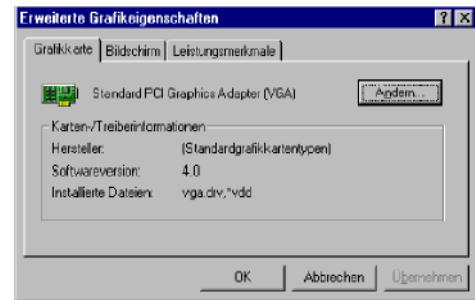 Erweiterte Grafikeigenschaften
Grafikkarte Bildschirm Leistungsmerkmale
Standard PCI Graphics Adapter (VGA) Ändern...
Karten-/Treiberinformationen
Hersteller: (Standardgrafikkartentypen)
Softwareversion: 4.0
Installierte Dateien: vga.drv,*vdd
OK Abbrechen Übernehmen